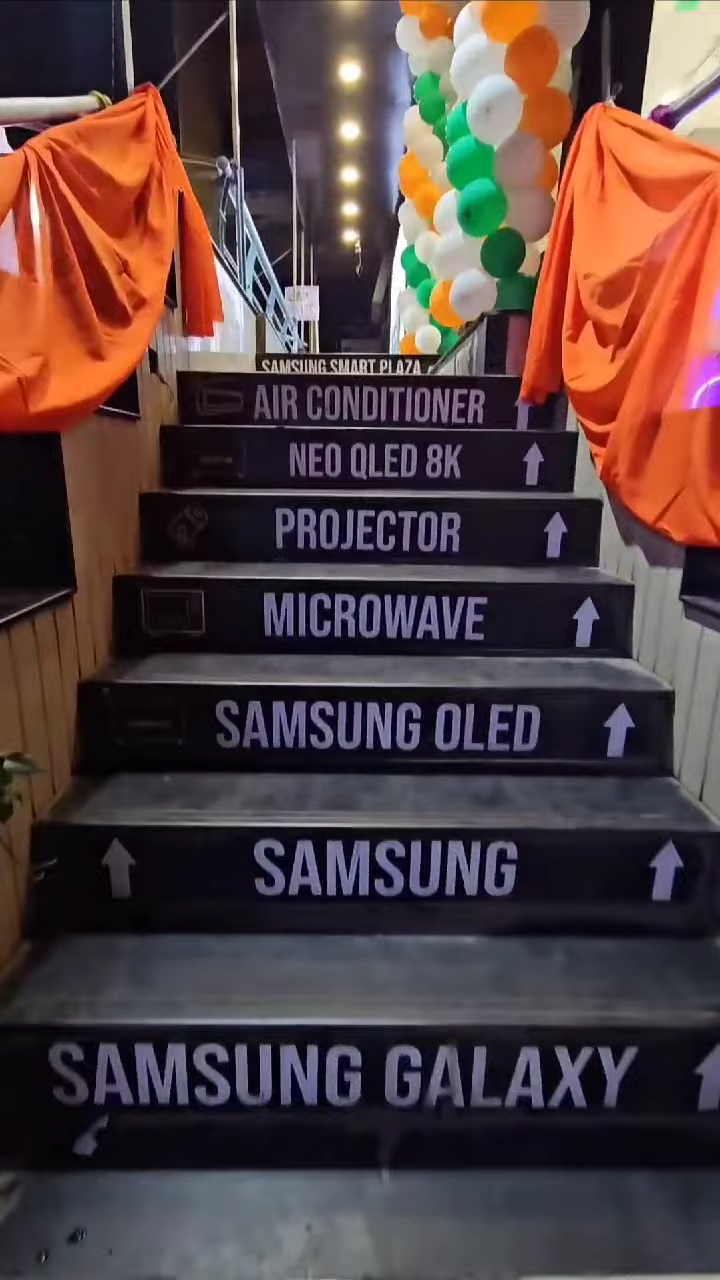 SAMSUNG SMART PLAZA
AIR CONDITIONER
NEO QLED 8K
PROJECTOR
MICROWAVE
SAMSUNG OLED
SAMSUNG
SAMSUNG GALAXY